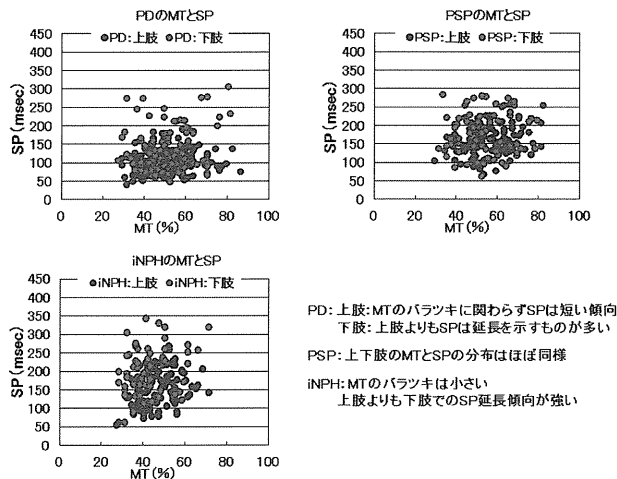 PDのMTとSP
450
400
350
300
250
200
150
100
50
0
SP(msec)
●PD:上肢 ●PD:下肢
0 20 40 60 80 100
MT(%)
PSPのMTとSP
450
400
350
300
250
200
150
100
50
0
SP(msec)
●PSP:上肢 ●PSP:下肢
0 20 40 60 80 100
MT(%)
iNPHのMTとSP
450
400
350
300
250
200
150
100
50
0
SP(msec)
●iNPH:上肢 ●iNPH:下肢
0 20 40 60 80 100
MT(%)
PD:上肢:MTのバラツキに関わらずSPは短い傾向
下肢:上肢よりもSPは延長を示すものが多い
PSP:上下肢のMTとSPの分布はほぼ同様
iNPH:MTのバラツキは小さい
上肢よりも下肢でのSP延長傾向が強い